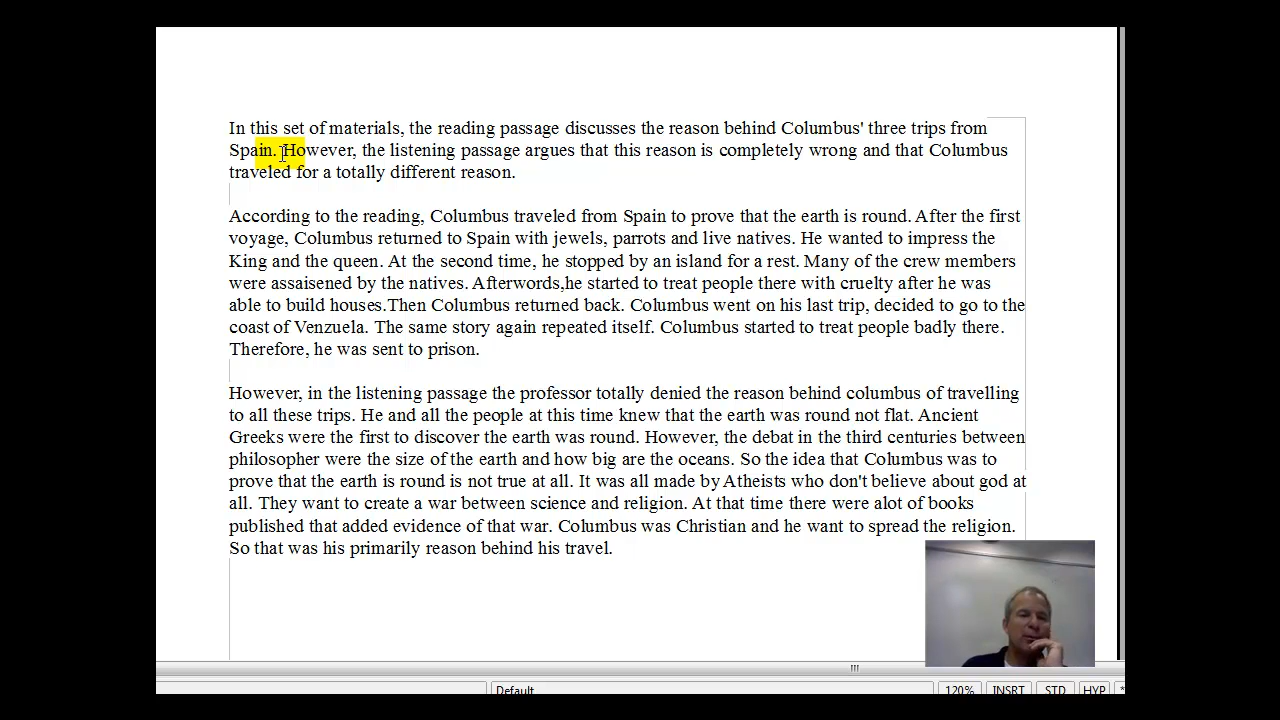 In this set of materials, the reading passage discusses the reason behind Columbus' three trips from
Spain. However, the listening passage argues that this reason is completely wrong and that Columbus
traveled for a totally different reason.
According to the reading, Columbus traveled from Spain to prove that the earth is round. After the first
voyage, Columbus returned to Spain with jewels, parrots and live natives. He wanted to impress the
King and the queen. At the second time, he stopped by an island for a rest. Many of the crew members
were assaisened by the natives. Afterwords,he started to treat people there with cruelty after he was
able to build houses.Then Columbus returned back. Columbus went on his last trip, decided to go to the
coast of Venzuela. The same story again repeated itself. Columbus started to treat people badly there.
Therefore, he was sent to prison.
However, in the listening passage the professor totally denied the reason behind columbus of travelling
to all these trips. He and all the people at this time knew that the earth was round not flat. Ancient
Greeks were the first to discover the earth was round. However, the debat in the third centuries between
philosopher were the size of the earth and how big are the oceans. So the idea that Columbus was to
prove that the earth is round is not true at all. It was all made by Atheists who don't believe about god at
all. They want to create a war between science and religion. At that time there were alot of books
published that added evidence of that war. Columbus was Christian and he want to spread the religion.
So that was his primarily reason behind his travel.
Default 120% INSRT STD HYP *